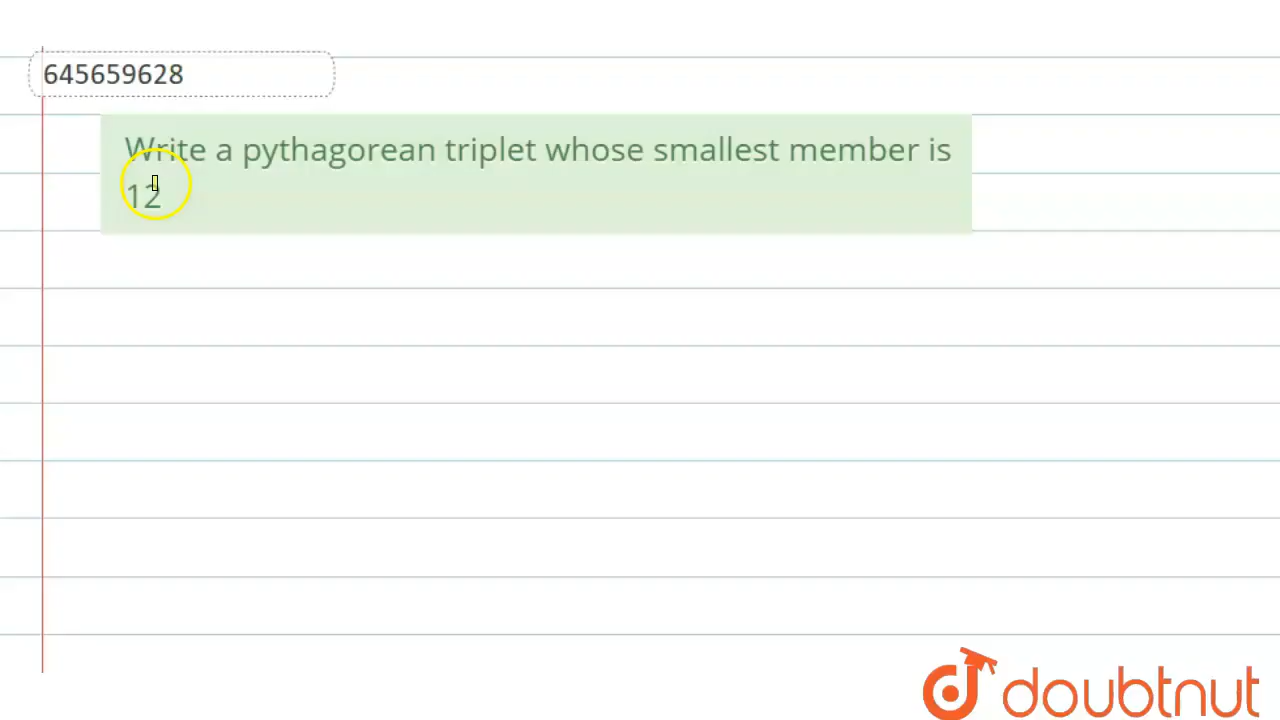 645659628
Write a pythagorean triplet whose smallest member is
12
doubtnut